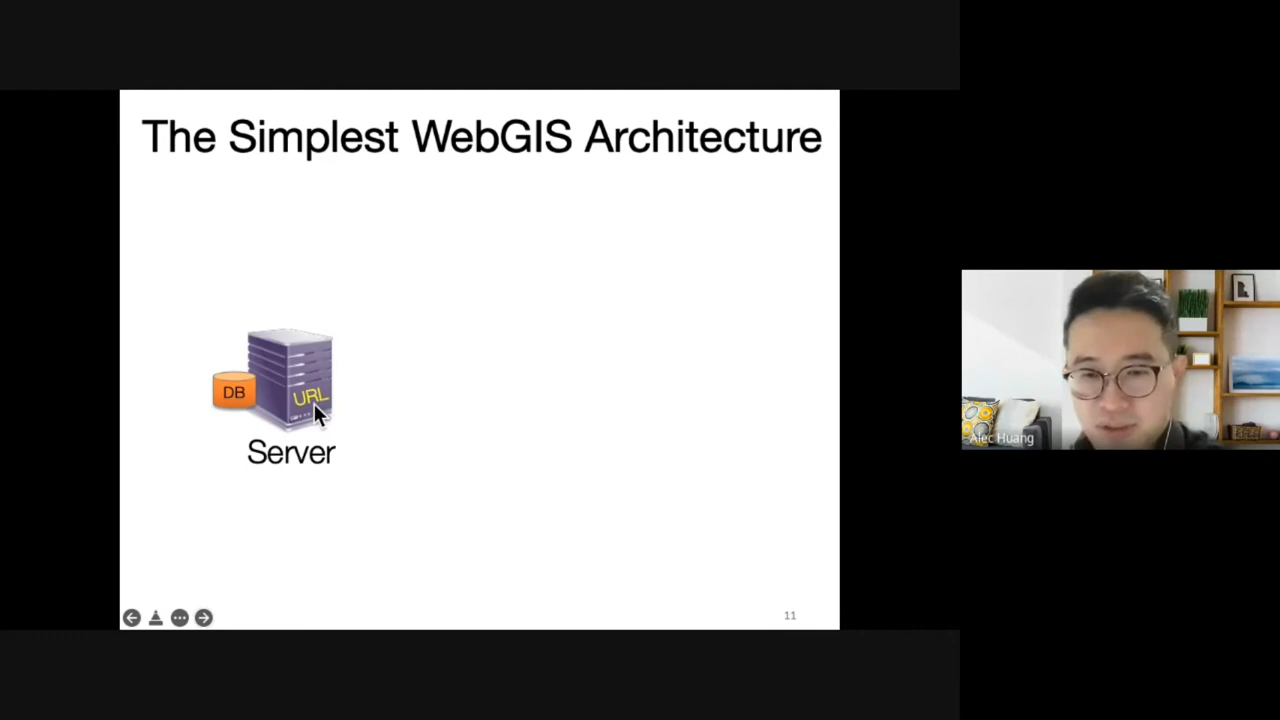 The Simplest WebGIS Architecture
DB
URL
Server
11
Alec Huang